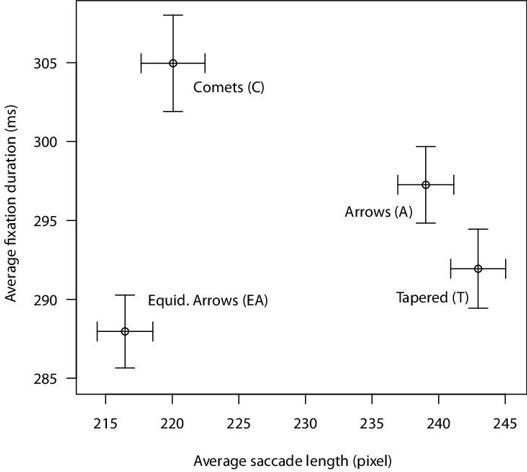 305
300
295
290
285
Average fixation duration (ms)
Comets (C)
Arrows (A)
Tapered (T)
Equid. Arrows (EA)
215 220 225 230 235 240 245
Average saccade length (pixel)